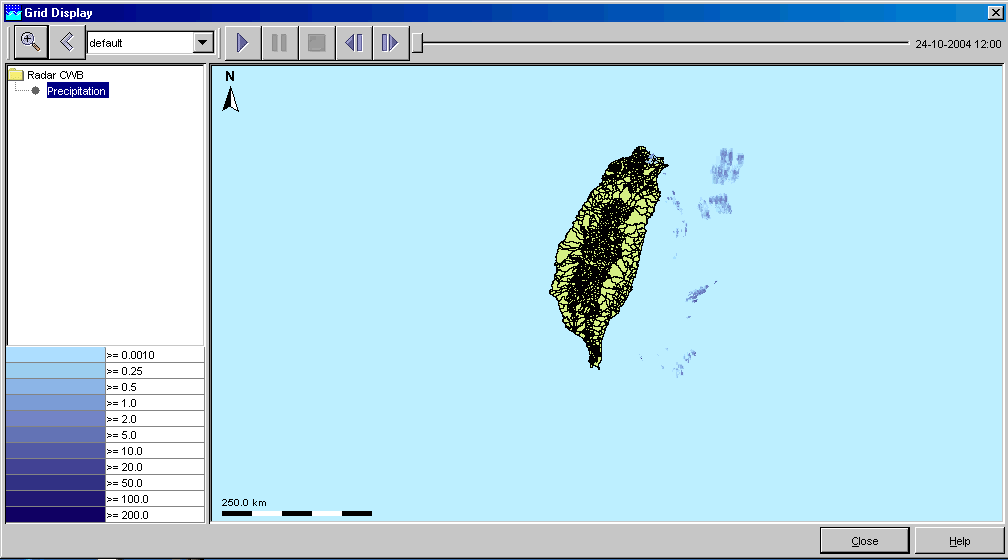 Grid Display
default
24-10-2004 12:00
Radar CWB
Precipitation
N
>= 0.0010
>= 0.25
>= 0.5
>= 1.0
>= 2.0
>= 5.0
>= 10.0
>= 20.0
>= 50.0
>= 100.0
>= 200.0
250.0 km
Close
Help